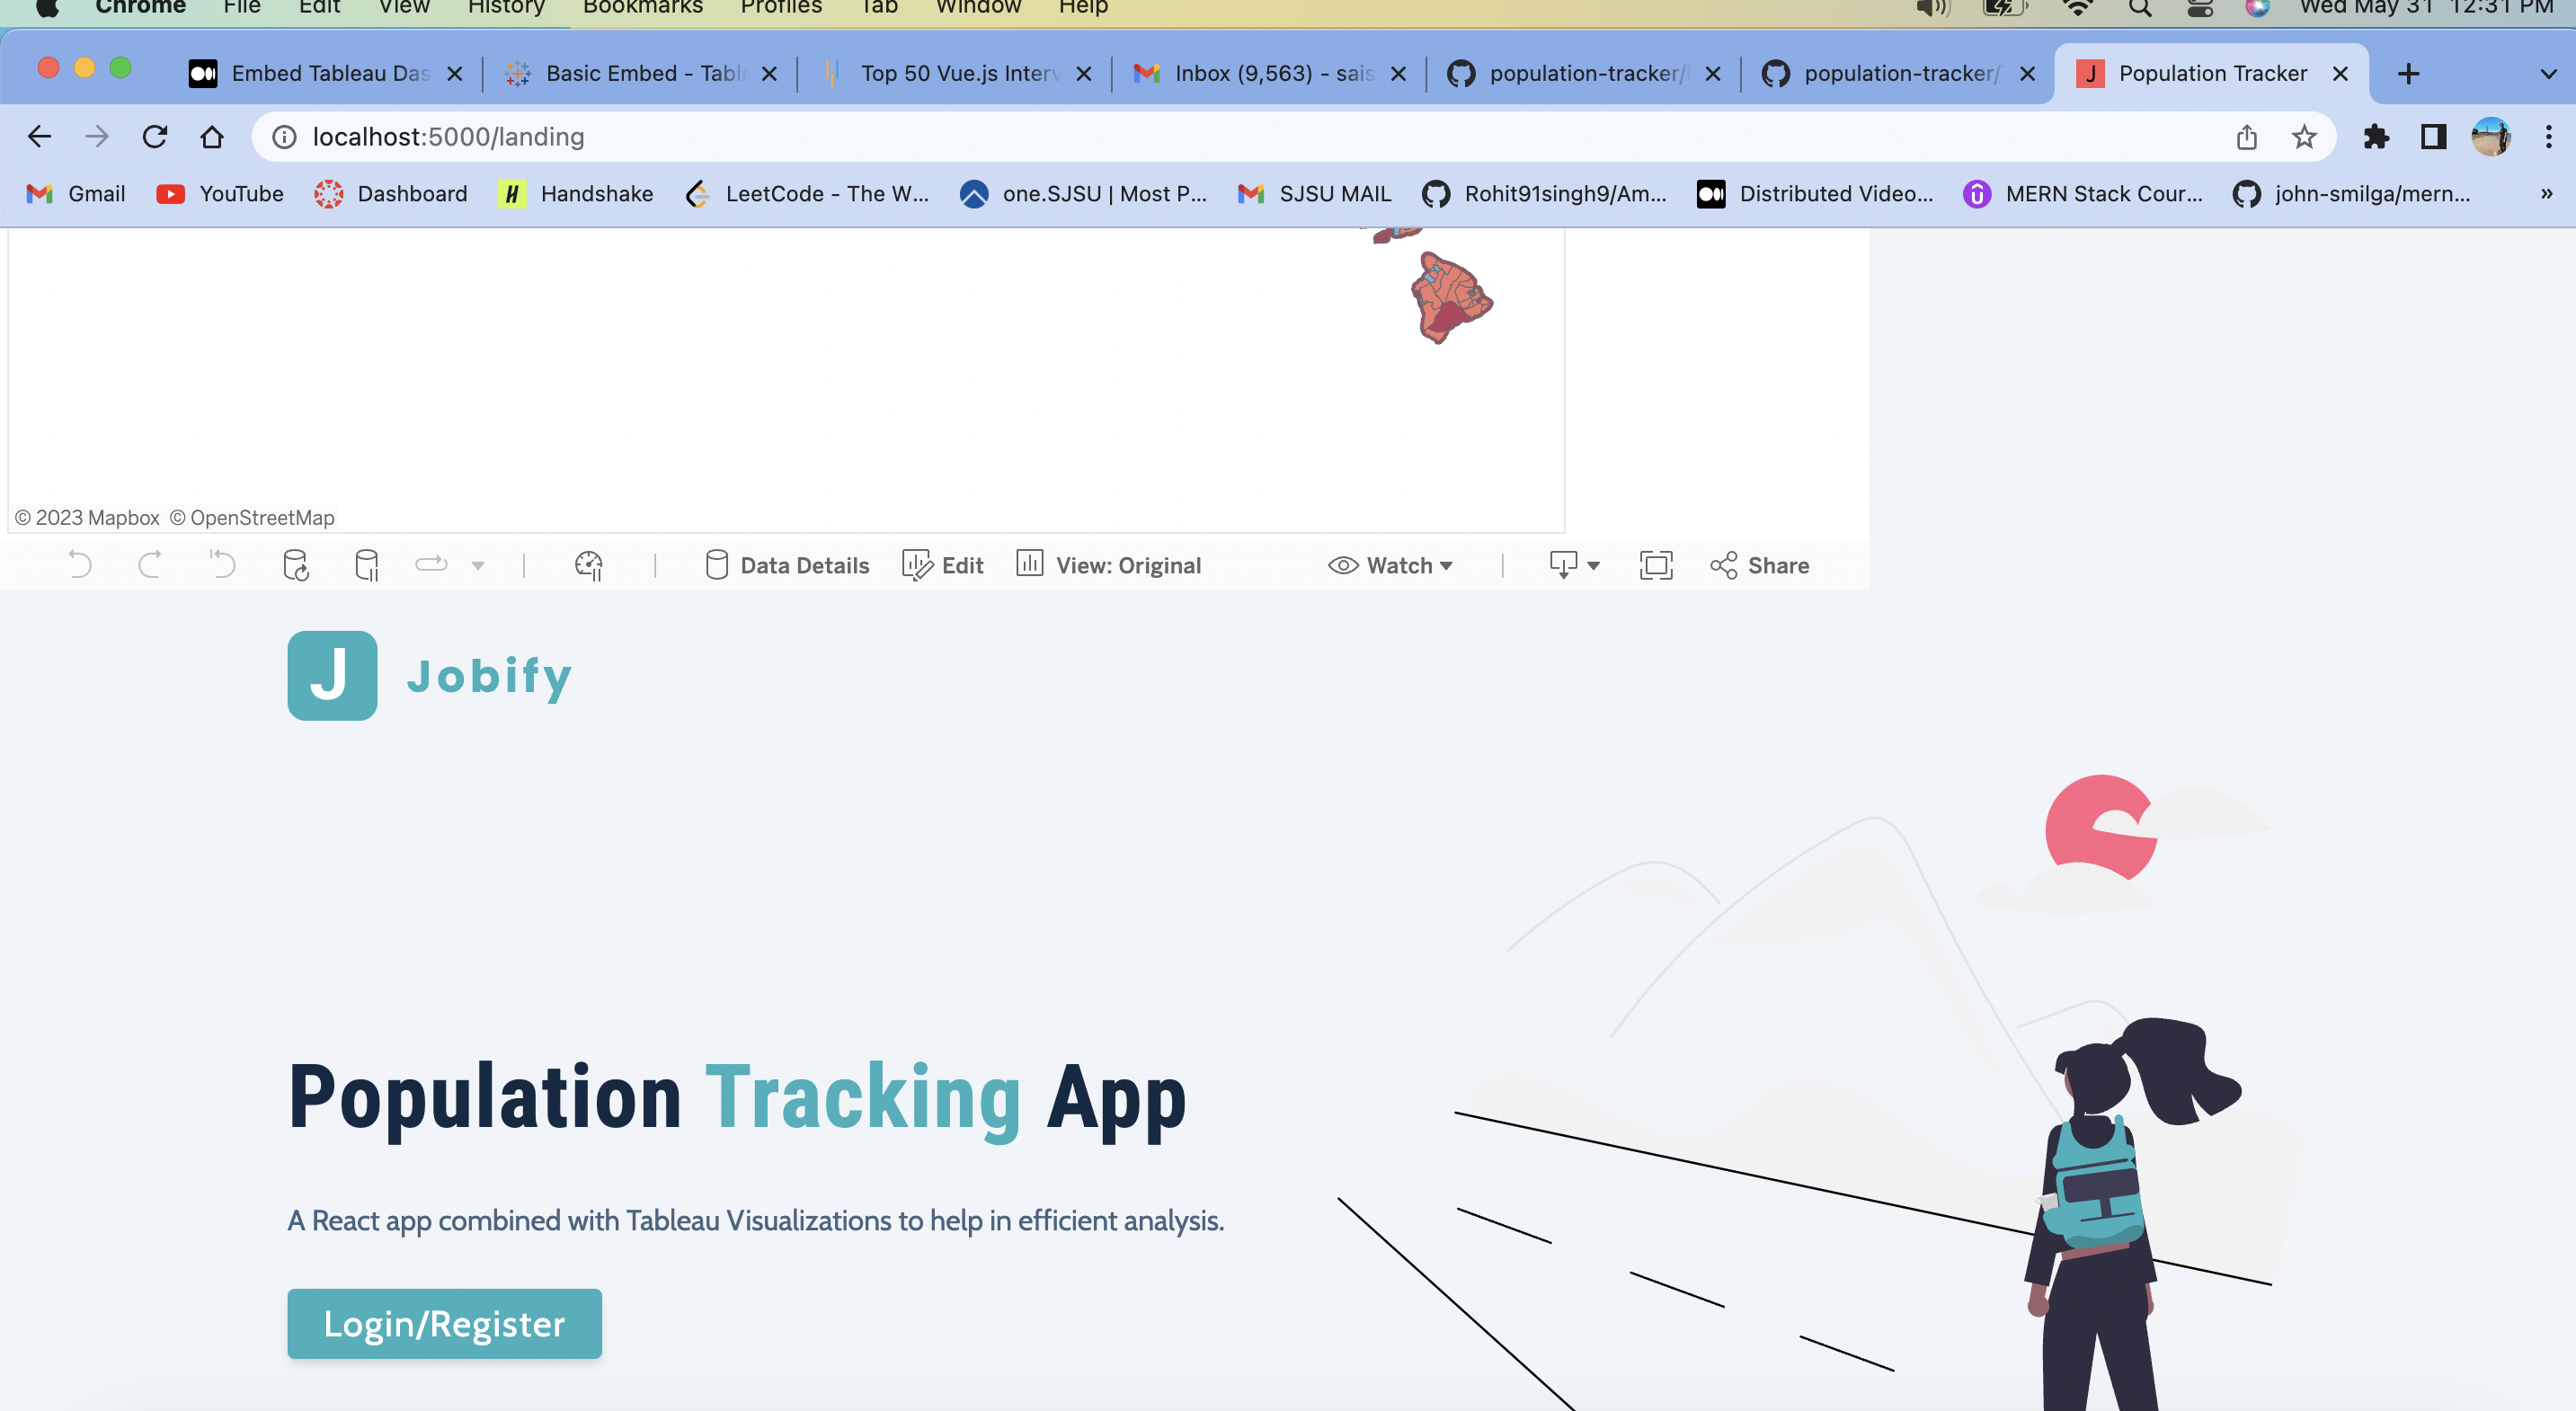 Chrome File Edit View History Bookmarks Profiles Tab Window Help Wed May 31 12:31 PM
Embed Tableau Das Basic Embed - Tabl Top 50 Vue.js Interv Inbox (9,563) - sais population-tracker/ population-tracker/ J Population Tracker
localhost:5000/landing
Gmail YouTube Dashboard H Handshake LeetCode - The W... one.SJSU | Most P... SJSU MAIL Rohit91singh9/Am... Distributed Video... MERN Stack Cour... john-smilga/mern... »
© 2023 Mapbox © OpenStreetMap
Data Details Edit View: Original Watch Share
J Jobify
Population Tracking App
A React app combined with Tableau Visualizations to help in efficient analysis.
Login/Register